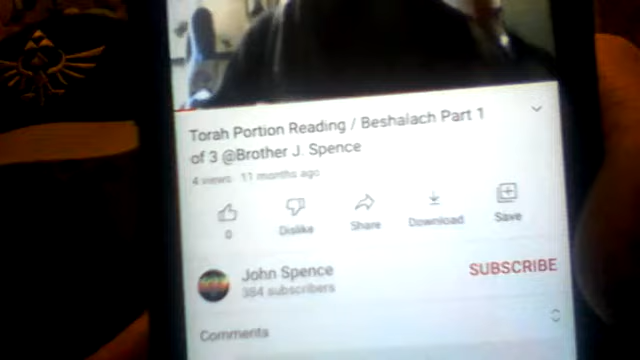 Torah Portion Reading / Beshalach Part 1
of 3 @Brother J. Spence
4 views · 11 months ago
0
Dislike
Share
Download
Save
John Spence
384 subscribers
SUBSCRIBE
Comments